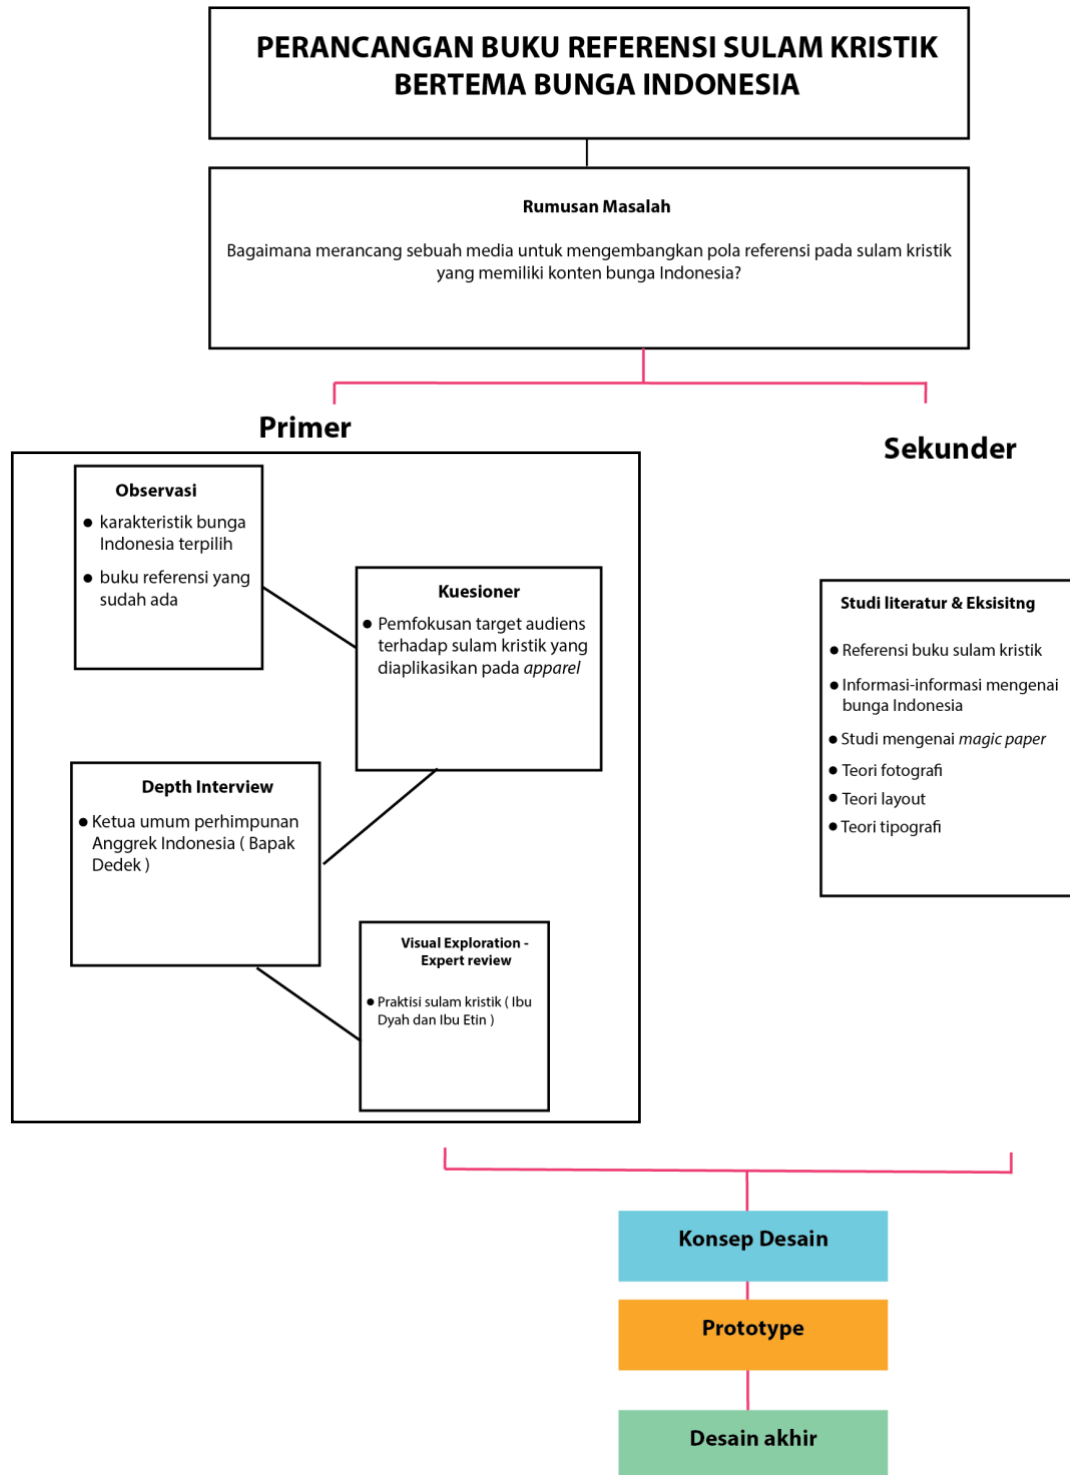 PERANCANGAN BUKU REFERENSI SULAM KRISTIK
BERTEMA BUNGA INDONESIA
Rumusan Masalah
Bagaimana merancang sebuah media untuk mengembangkan pola referensi pada sulam kristik
yang memiliki konten bunga Indonesia?
Primer
Observasi
● karakteristik bunga
Indonesia terpilih
● buku referensi yang
sudah ada
Kuesioner
● Pemfokusan target audiens
terhadap sulam kristik yang
diaplikasikan pada apparel
Depth Interview
● Ketua umum perhimpunan
Anggrek Indonesia ( Bapak
Dedek )
Visual Exploration -
Expert review
● Praktisi sulam kristik ( Ibu
Dyah dan Ibu Etin )
Sekunder
Studi literatur & Eksisitng
● Referensi buku sulam kristik
● Informasi-informasi mengenai
bunga Indonesia
● Studi mengenai magic paper
● Teori fotografi
● Teori layout
● Teori tipografi
Konsep Desain
Prototype
Desain akhir